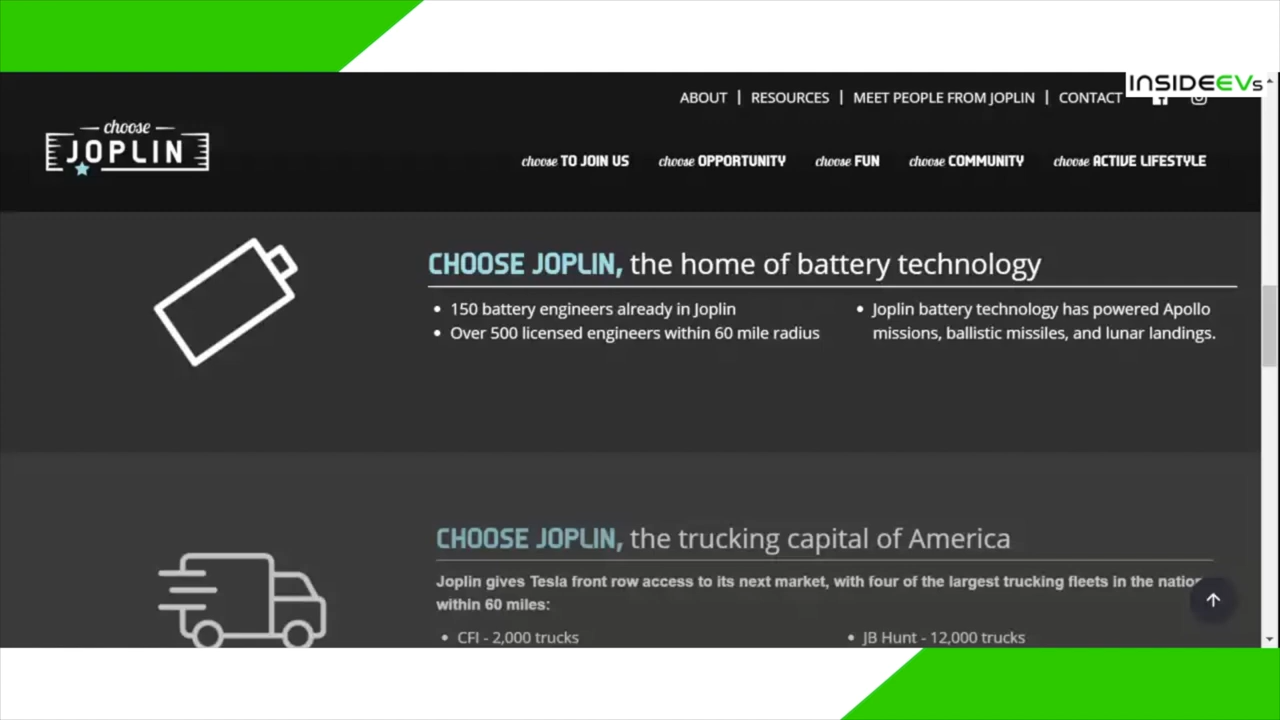 INSIDEEVs
ABOUT | RESOURCES | MEET PEOPLE FROM JOPLIN | CONTACT
choose
JOPLIN
choose TO JOIN US choose OPPORTUNITY choose FUN choose COMMUNITY choose ACTIVE LIFESTYLE
CHOOSE JOPLIN, the home of battery technology
• 150 battery engineers already in Joplin
• Over 500 licensed engineers within 60 mile radius
• Joplin battery technology has powered Apollo
missions, ballistic missiles, and lunar landings.
CHOOSE JOPLIN, the trucking capital of America
Joplin gives Tesla front row access to its next market, with four of the largest trucking fleets in the nation
within 60 miles:
• CFI - 2,000 trucks
• JB Hunt - 12,000 trucks